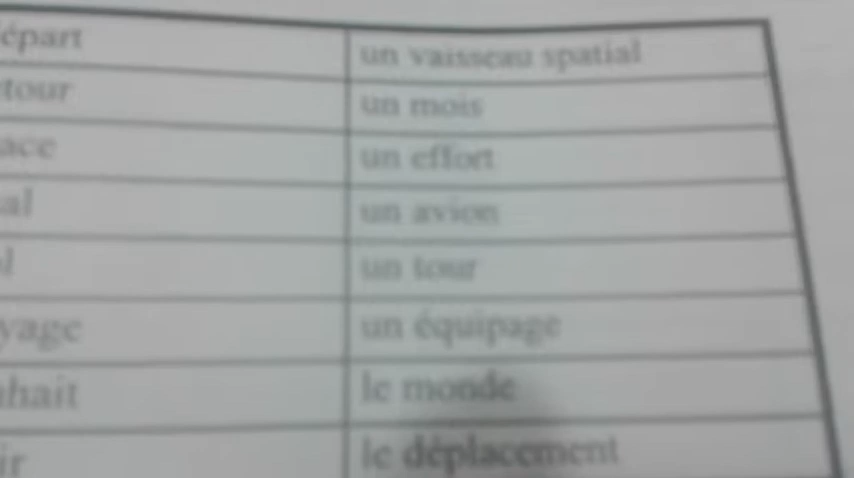 épart un vaisseau spatial
tour un mois
ace un effort
al un avion
l un tour
yage un équipage
hait le monde
ir le déplacement